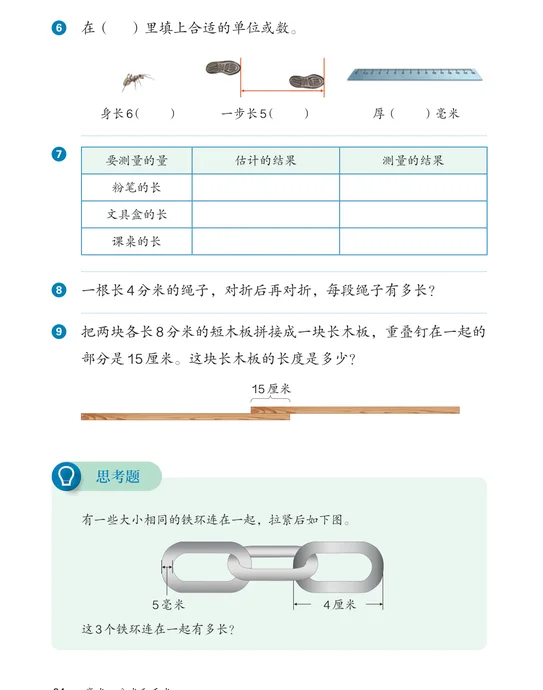 6 在（ ）里填上合适的单位或数。
身长6（ ） 一步长5（ ） 厚（ ）毫米
7
要测量的量 估计的结果 测量的结果
粉笔的长
文具盒的长
课桌的长
8 一根长4分米的绳子，对折后再对折，每段绳子有多长？
9 把两块各长8分米的短木板拼接成一块长木板，重叠钉在一起的
部分是15厘米。这块长木板的长度是多少？
15厘米
思考题
有一些大小相同的铁环连在一起，拉紧后如下图。
5毫米 4厘米
这3个铁环连在一起有多长？